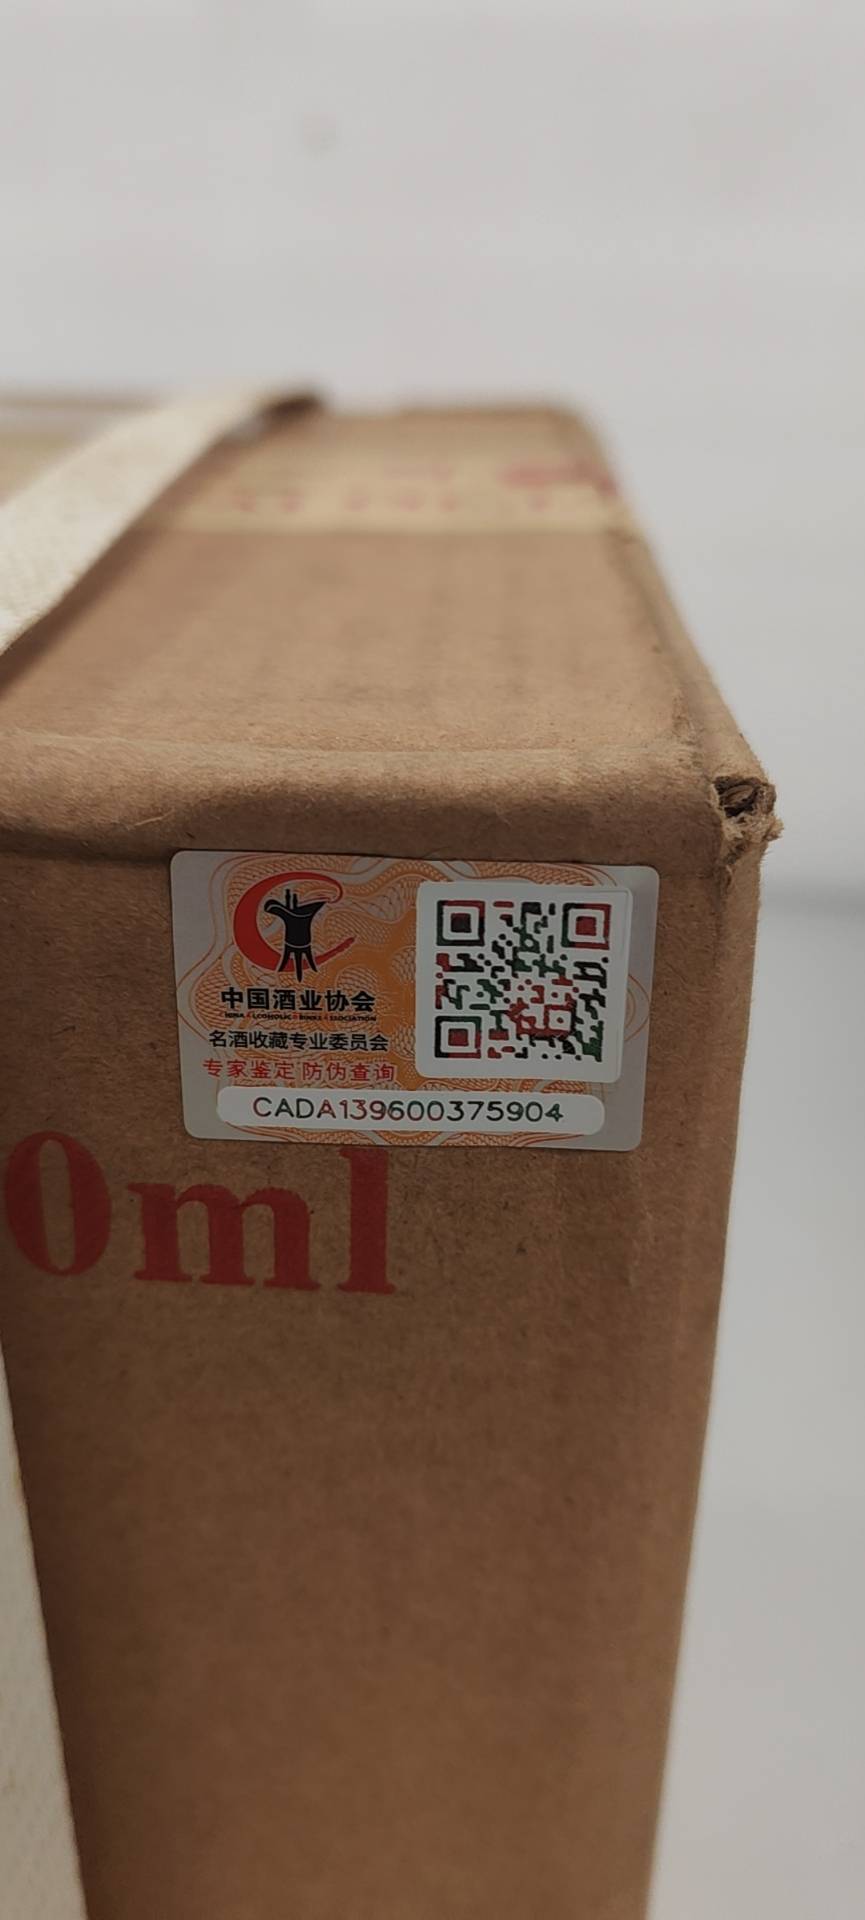 中国酒业协会
名酒收藏专业委员会
专家鉴定 防伪查询
CADA139600375904
0ml